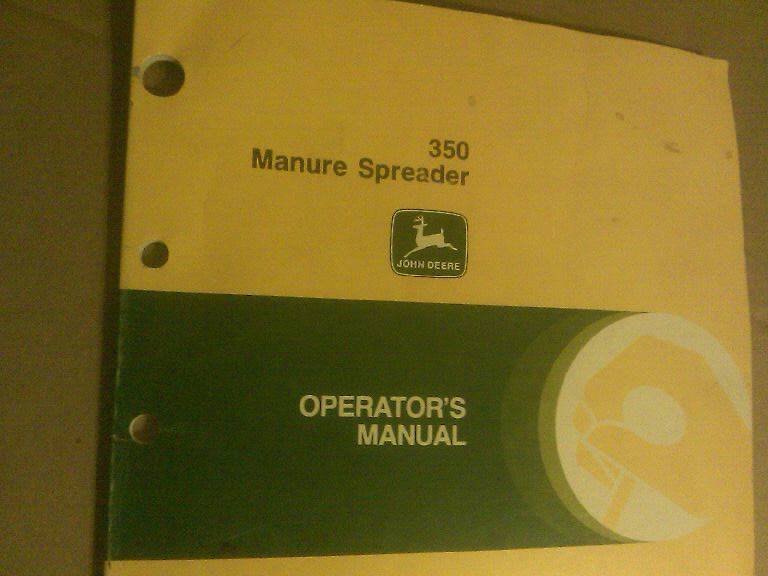 350
Manure Spreader
JOHN DEERE
OPERATOR'S
MANUAL